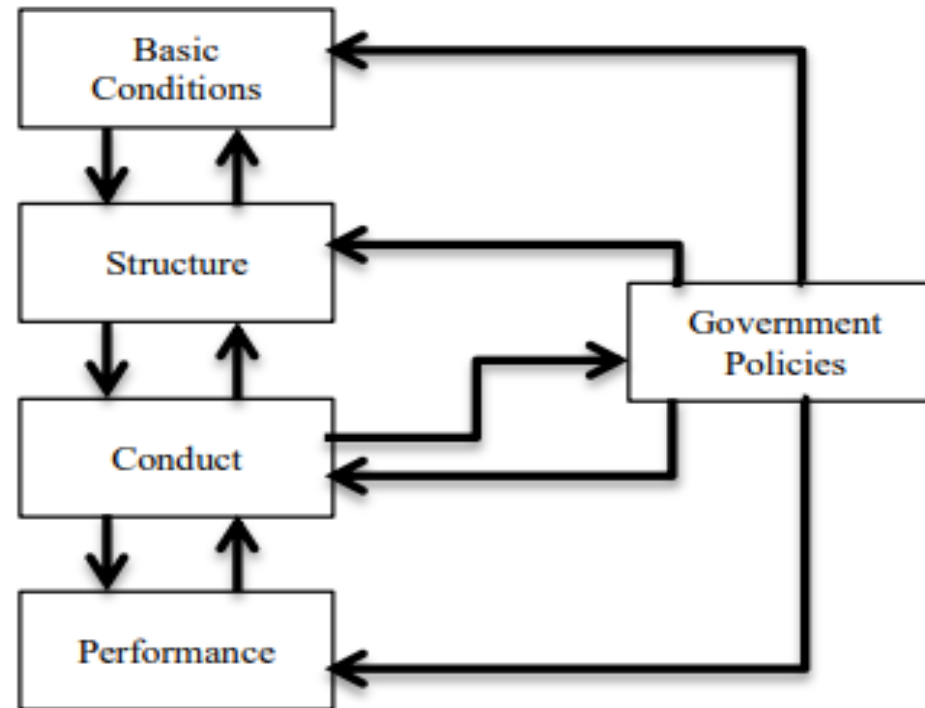 Basic
Conditions
Structure
Government
Policies
Conduct
Performance